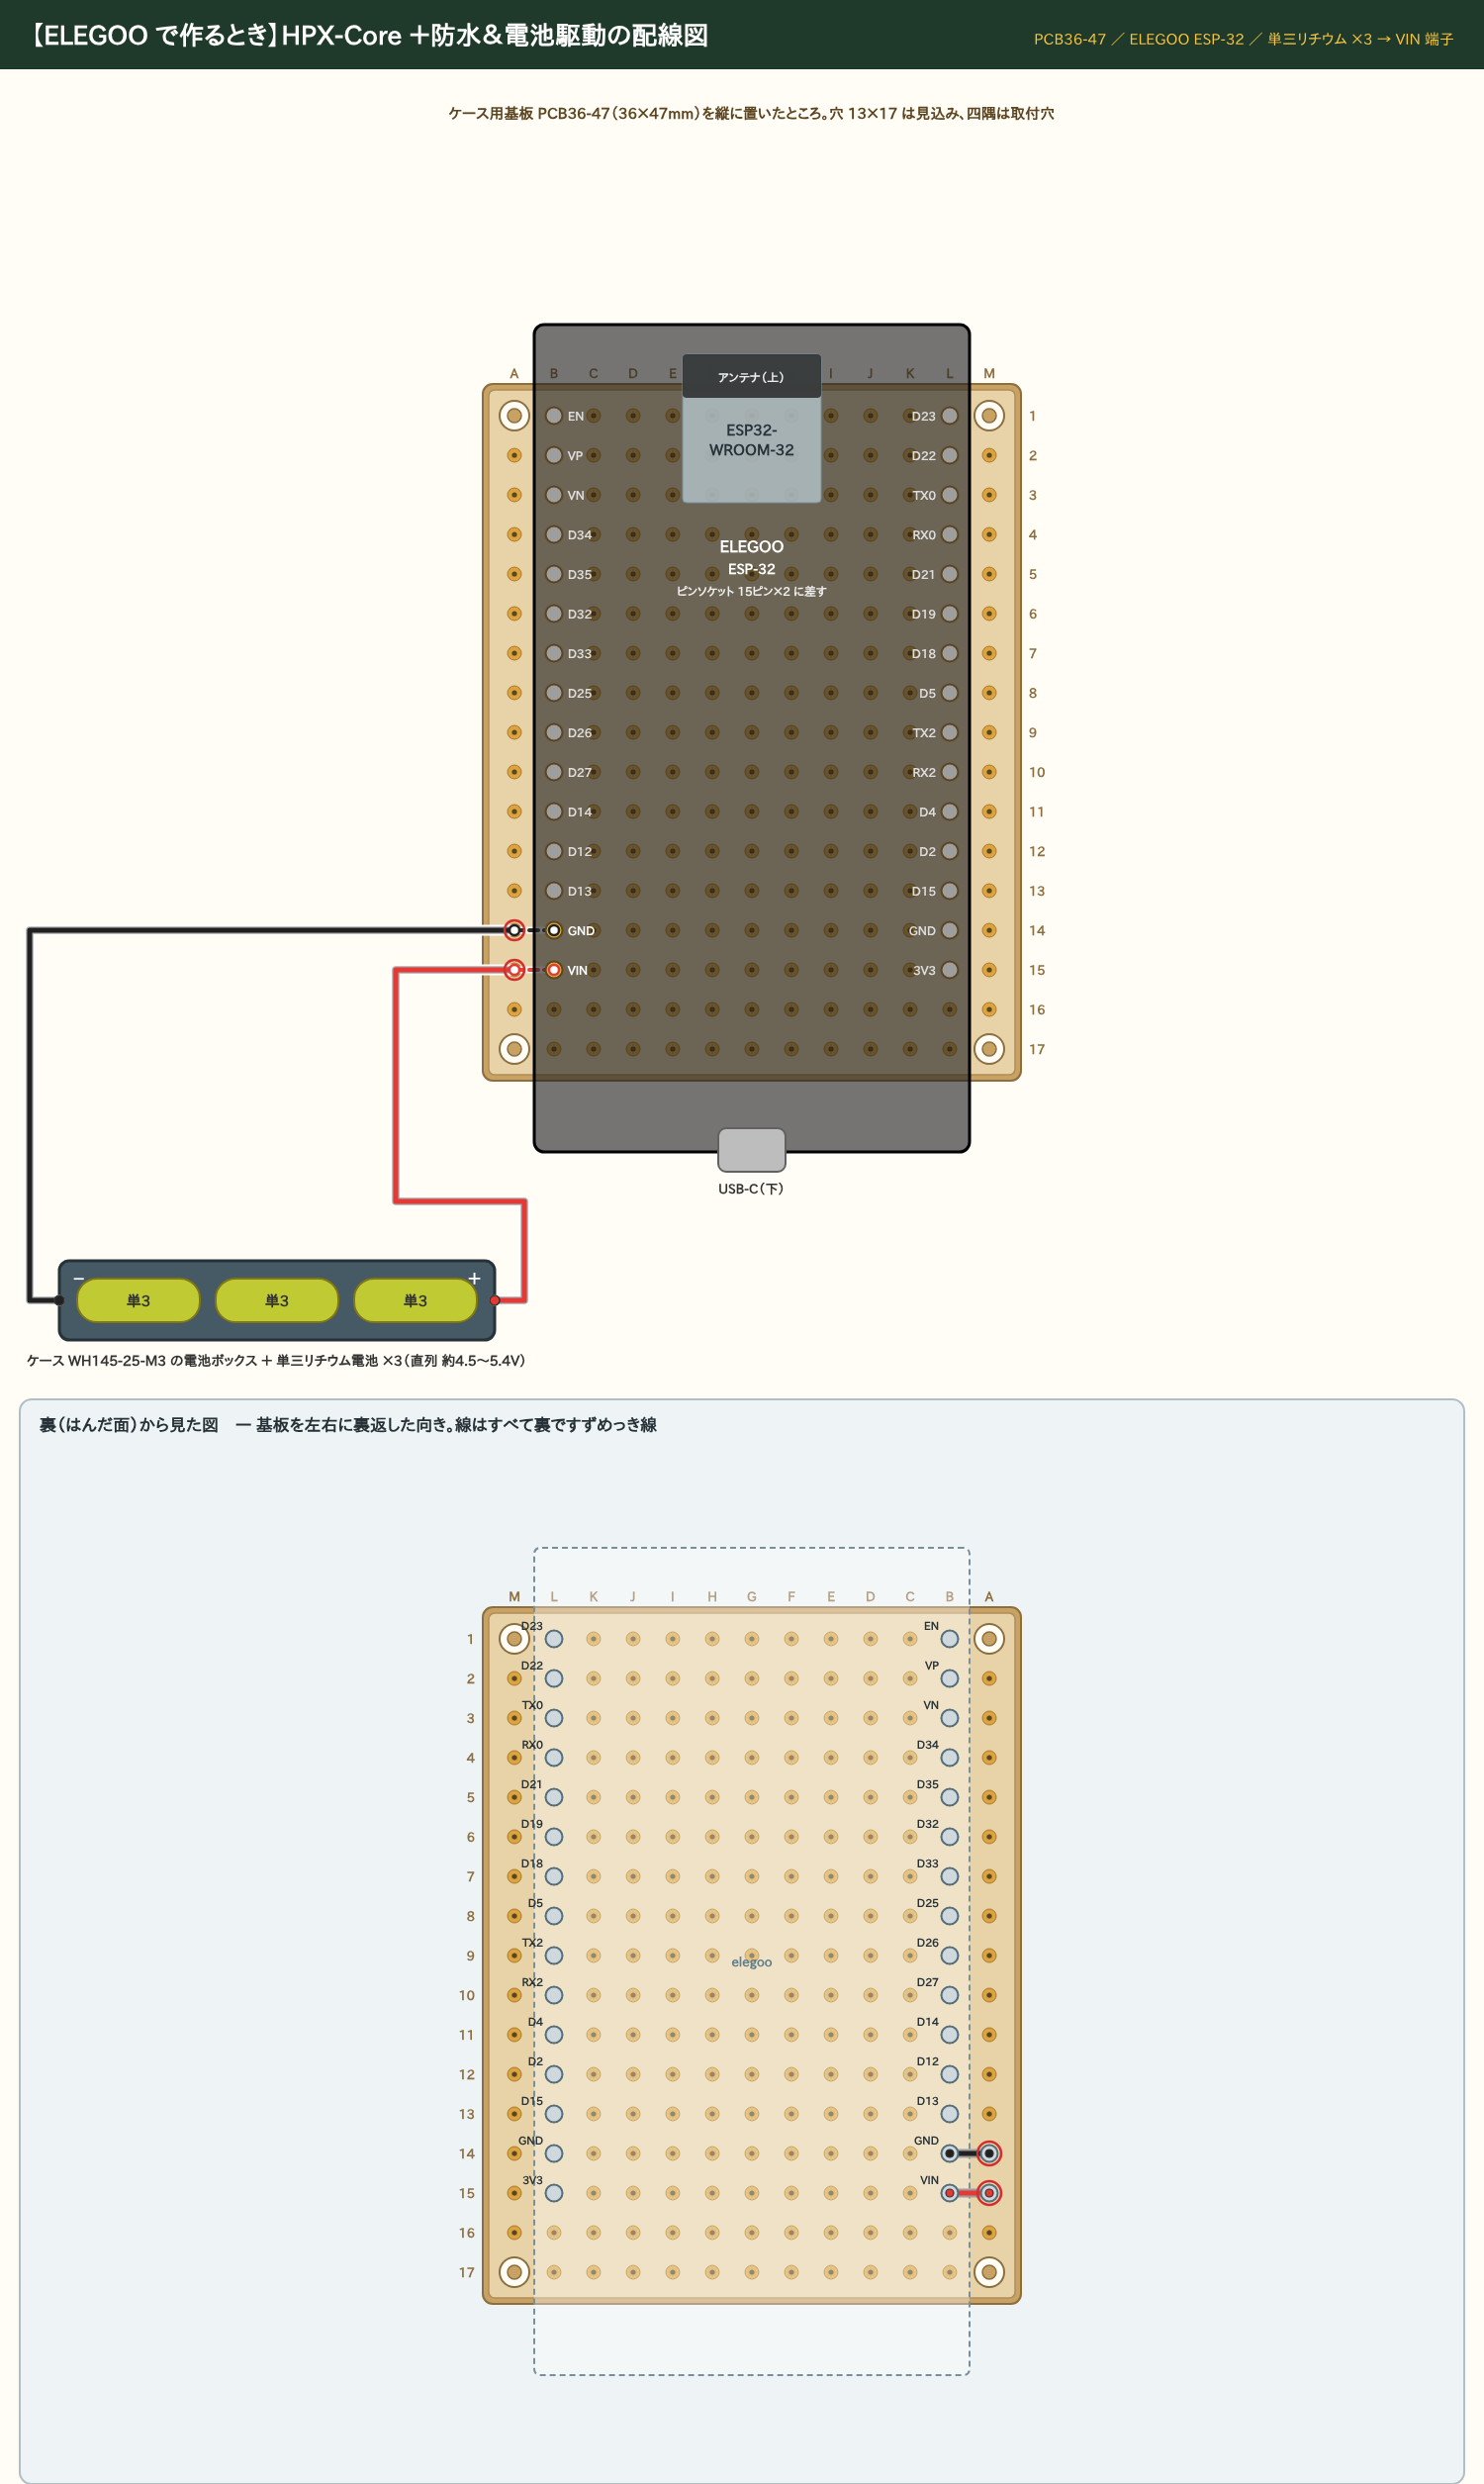 【ELEGOO で作るとき】HPX-Core ＋防水＆電池駆動の配線図
PCB36-47 ／ ELEGOO ESP-32 ／ 単三リチウム ×3 → VIN 端子
ケース用基板 PCB36-47（36×47mm）を縦に置いたところ。穴 13×17 は見込み、四隅は取付穴
A B C D E I J K L M
アンテナ（上）
ESP32-
WROOM-32
EN D23 1
VP D22 2
VN TX0 3
D34 RX0 4
ELEGOO
ESP-32
D35 D21 5
ピンソケット 15ピン×2 に差す
D32 D19 6
D33 D18 7
D25 D5 8
D26 TX2 9
D27 RX2 10
D14 D4 11
D12 D2 12
D13 D15 13
GND GND 14
VIN 3V3 15
16
17
USB-C（下）
− +
単3 単3 単3
ケース WH145-25-M3 の電池ボックス ＋ 単三リチウム電池 ×3（直列 約4.5〜5.4V）
裏（はんだ面）から見た図　— 基板を左右に裏返した向き。線はすべて裏ですずめっき線
M L K J I H G F E D C B A
1 D23 EN
2 D22 VP
3 TX0 VN
4 RX0 D34
5 D21 D35
6 D19 D32
7 D18 D33
8 D5 D25
9 TX2 D26
elegoo
10 RX2 D27
11 D4 D14
12 D2 D12
13 D15 D13
14 GND GND
15 3V3 VIN
16
17